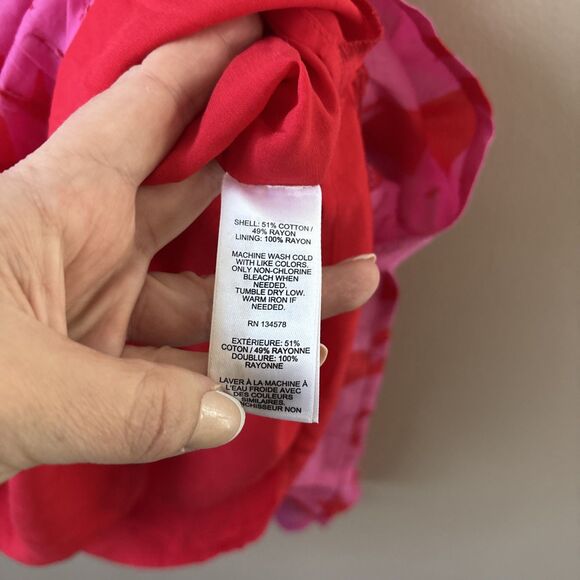 SHELL: 51% COTTON /
49% RAYON
LINING: 100% RAYON
MACHINE WASH COLD
WITH LIKE COLORS.
ONLY NON-CHLORINE
BLEACH WHEN
NEEDED.
TUMBLE DRY LOW.
WARM IRON IF
NEEDED.
RN 134578
EXTÉRIEURE: 51%
COTON / 49% RAYONNE
DOUBLURE: 100%
RAYONNE
LAVER À LA MACHINE À
L'EAU FROIDE AVEC
DES COULEURS
SIMILAIRES.
NCHISSEUR NON